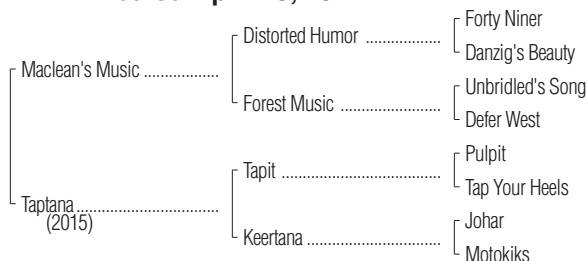 Forty Niner
Distorted Humor ..................
Danzig's Beauty
Maclean's Music ..................
Unbridled's Song
Forest Music ........................
Defer West
Pulpit
Tapit ......................................
Tap Your Heels
Taptana ..................................
(2015)
Johar
Keertana ................................
Motokiks